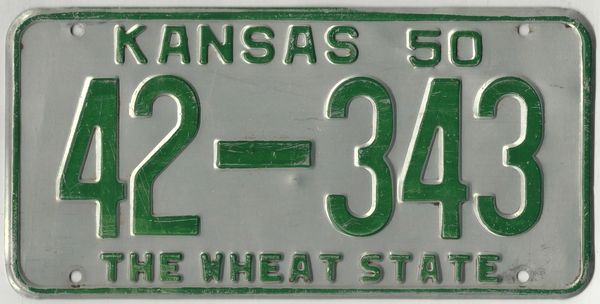 KANSAS 50
42-343
THE WHEAT STATE